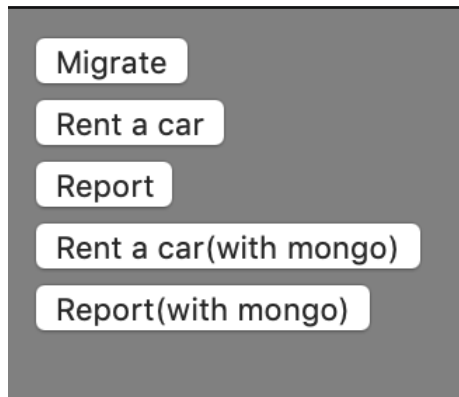 Migrate
Rent a car
Report
Rent a car(with mongo)
Report(with mongo)